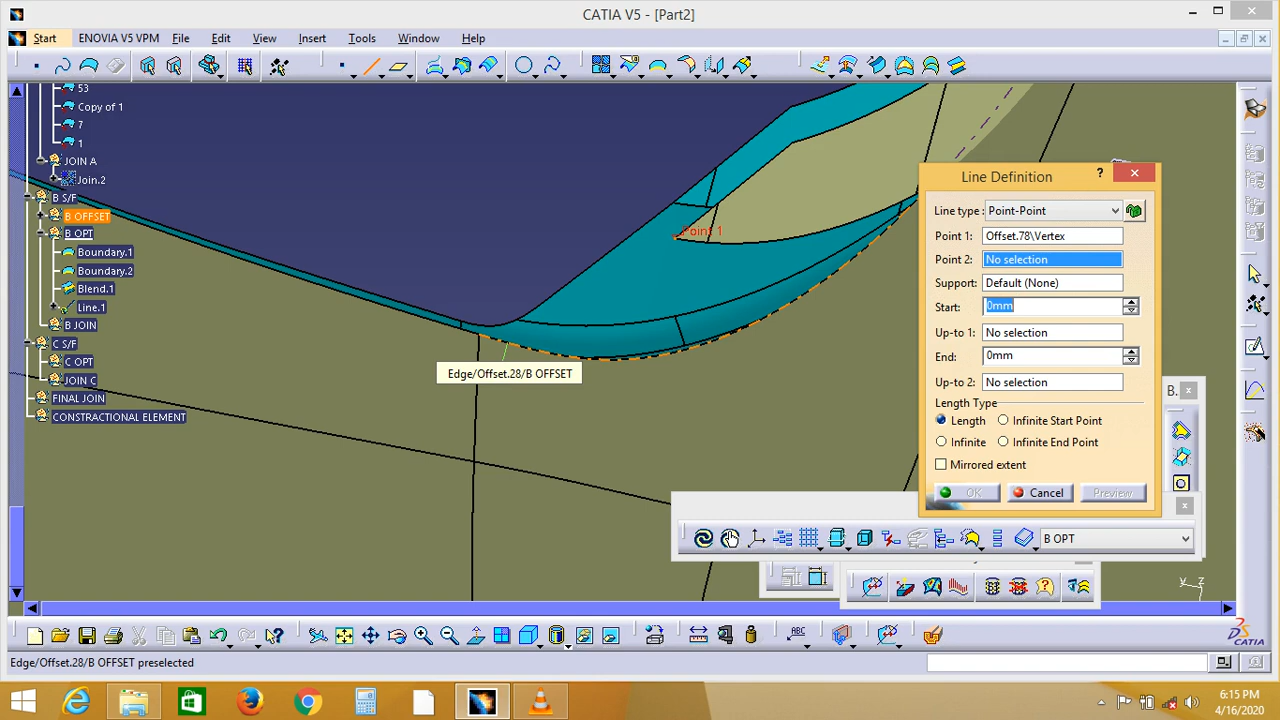 CATIA V5 - [Part2]
Start
ENOVIA V5 VPM
File
Edit
View
Insert
Tools
Window
Help
53
Copy of 1
7
1
JOIN A
Join.2
B S/F
B OFFSET
B OPT
Boundary.1
Boundary.2
Blend.1
Line.1
B JOIN
C S/F
C OPT
JOIN C
FINAL JOIN
CONSTRACTIONAL ELEMENT
Point 1
Edge/Offset.28/B OFFSET
Line Definition
?
Line type : Point-Point
Point 1: Offset.78\Vertex
Point 2: No selection
Support: Default (None)
Start: 0mm
Up-to 1: No selection
End: 0mm
Up-to 2: No selection
Length Type
Length
Infinite Start Point
Infinite
Infinite End Point
Mirrored extent
OK
Cancel
Preview
B..
B OPT
y
z
ABC
CATIA
Edge/Offset.28/B OFFSET preselected
6:15 PM
4/16/2020